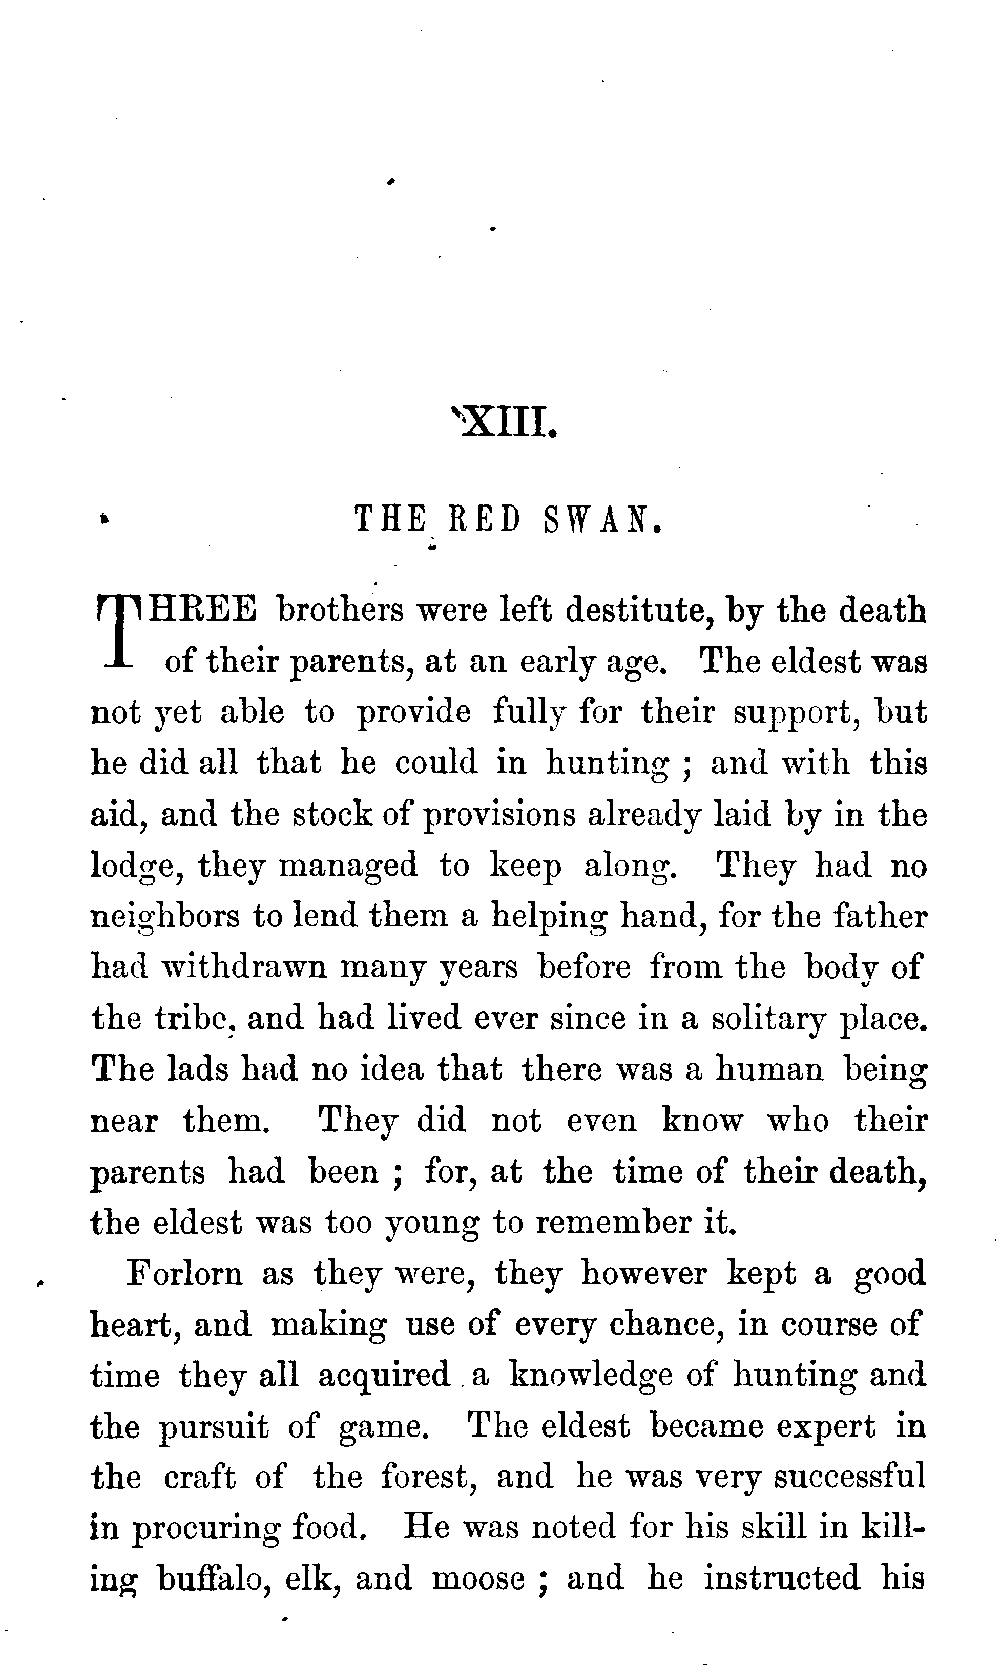 XIII.
THE RED SWAN.
THREE brothers were left destitute, by the death
of their parents, at an early age. The eldest was
not yet able to provide fully for their support, but
he did all that he could in hunting ; and with this
aid, and the stock of provisions already laid by in the
lodge, they managed to keep along. They had no
neighbors to lend them a helping hand, for the father
had withdrawn many years before from the body of
the tribe, and had lived ever since in a solitary place.
The lads had no idea that there was a human being
near them. They did not even know who their
parents had been ; for, at the time of their death,
the eldest was too young to remember it.
Forlorn as they were, they however kept a good
heart, and making use of every chance, in course of
time they all acquired a knowledge of hunting and
the pursuit of game. The eldest became expert in
the craft of the forest, and he was very successful
in procuring food. He was noted for his skill in kill-
ing buffalo, elk, and moose ; and he instructed his